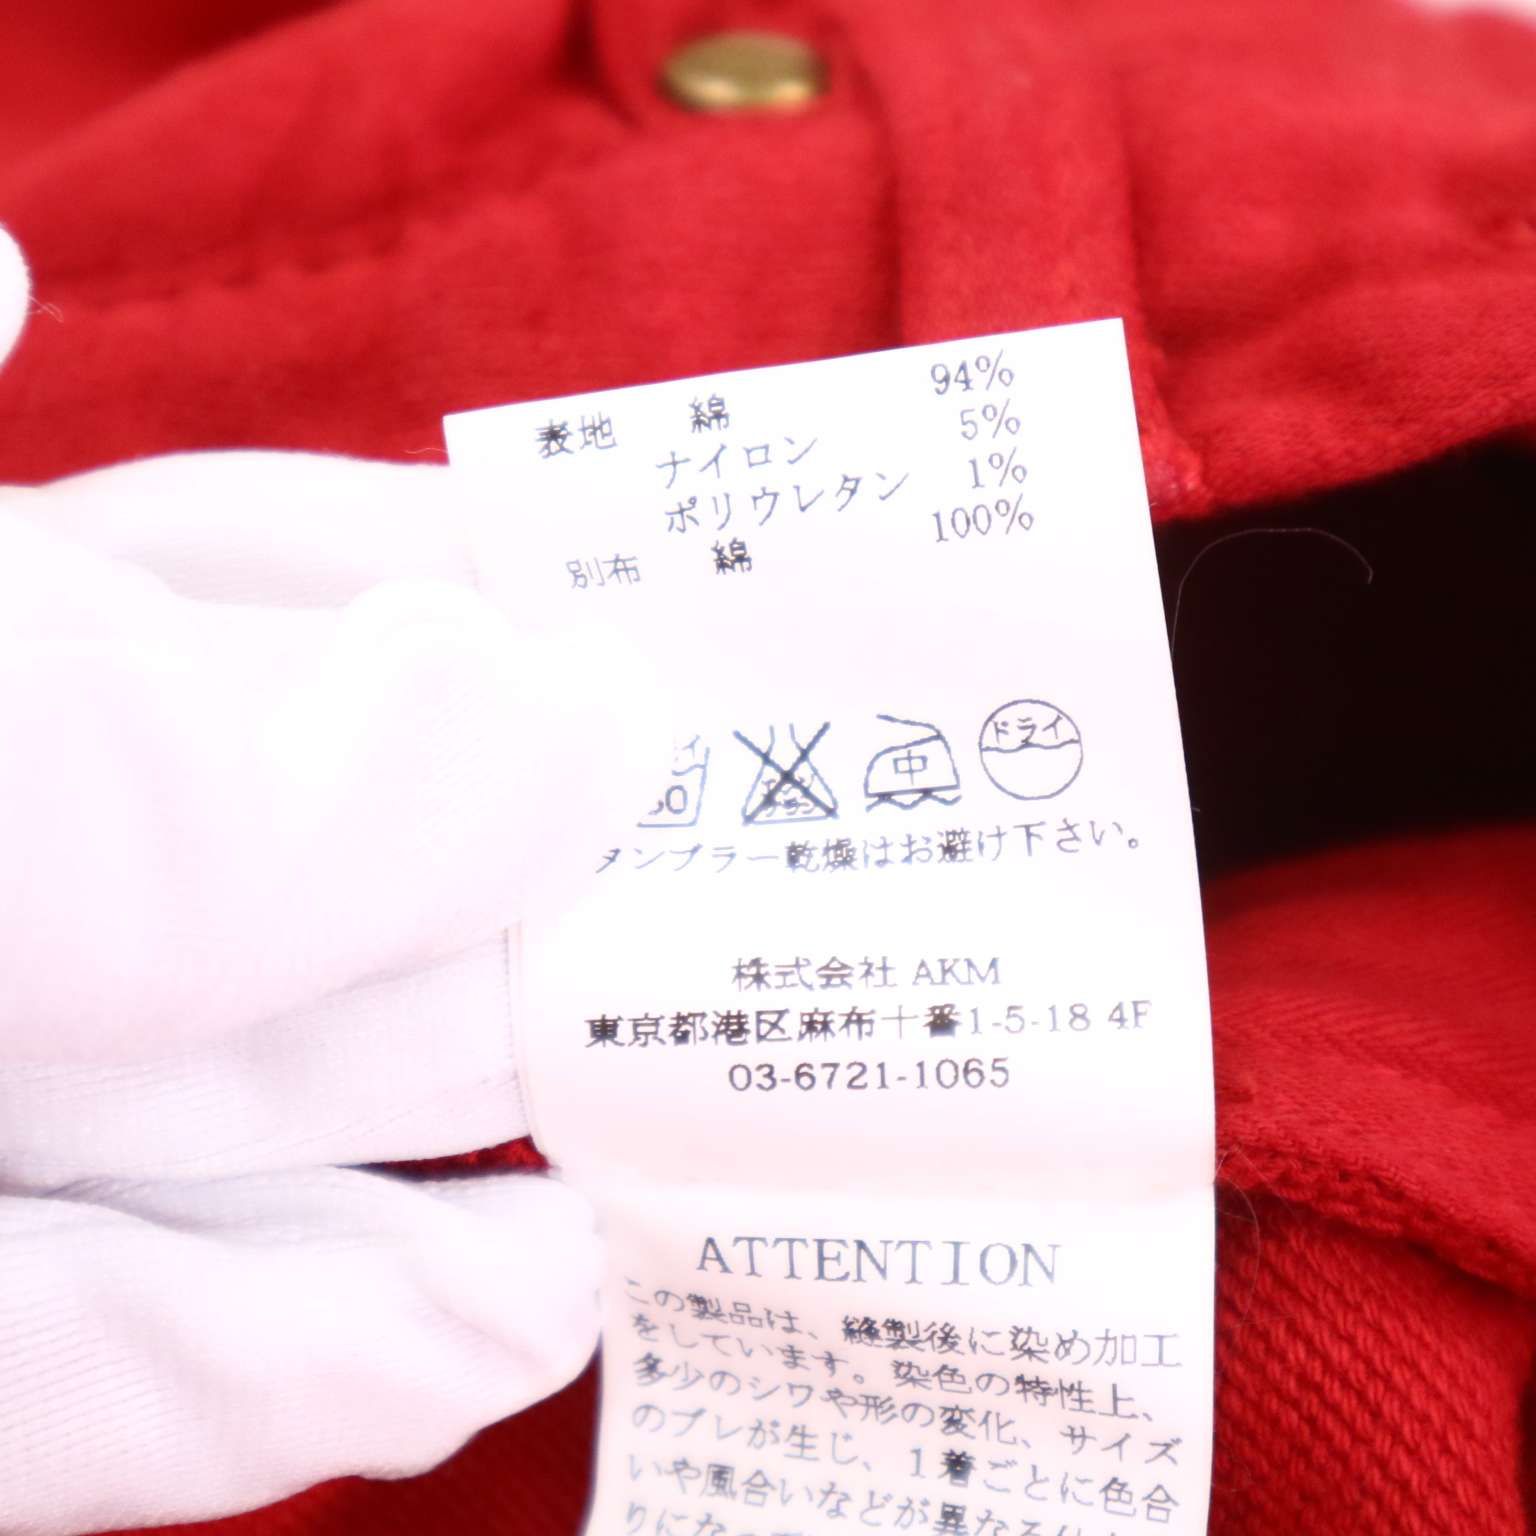 表地 綿 94%
ナイロン 5%
ポリウレタン 1%
別布 綿 100%
中 ドライ
タンブラー乾燥はお避け下さい。
株式会社 AKM
東京都港区麻布十番1-5-18 4F
03-6721-1065
ATTENTION
この製品は、縫製後に染め加工
をしています。染色の特性上、
多少のシワや形の変化、サイズ
のブレが生じ、1着ごとに色合
いや風合いなどが異なる
りになっ